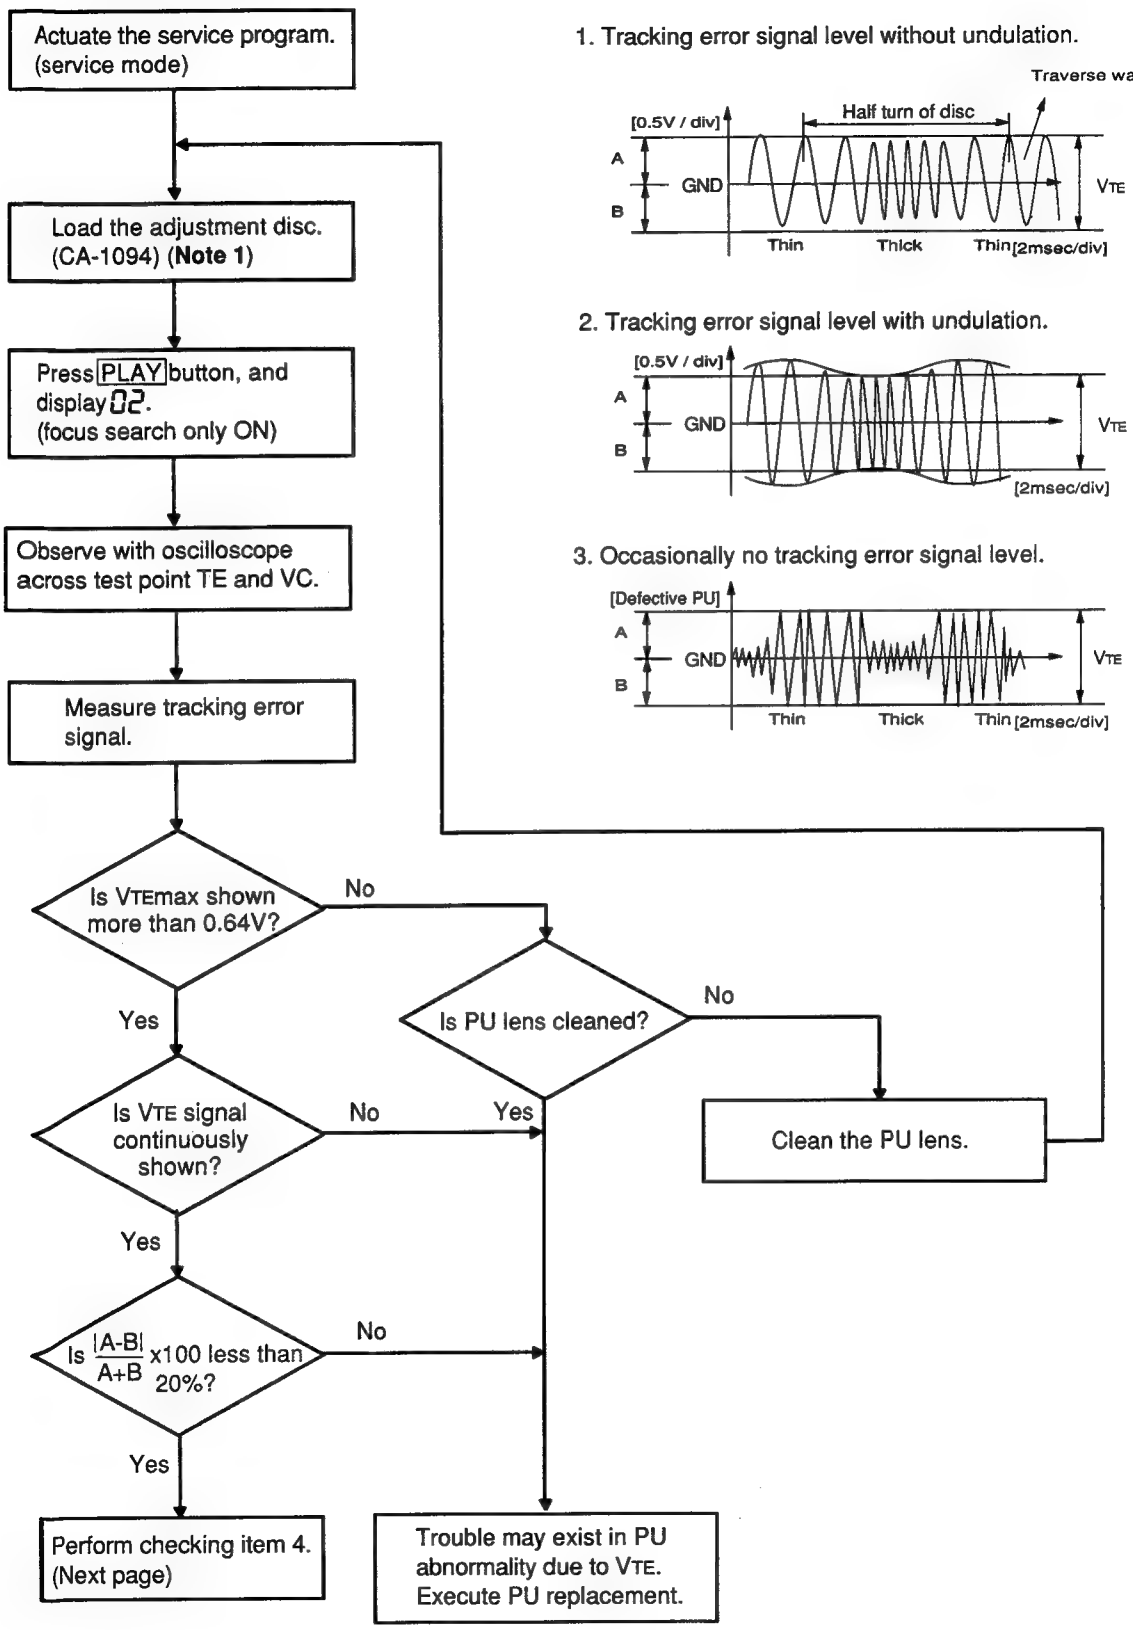 Actuate the service program.
(service mode)
Load the adjustment disc.
(CA-1094) (Note 1)
Press PLAY button, and
display 02.
(focus search only ON)
Observe with oscilloscope
across test point TE and VC.
Measure tracking error
signal.
Is VTEmax shown
more than 0.64V?
No
Yes
Is PU lens cleaned?
No
Yes
Clean the PU lens.
Is VTE signal
continuously
shown?
No
Yes
Is |A-B|/A+B x100 less than
20%?
No
Yes
Perform checking item 4.
(Next page)
Trouble may exist in PU
abnormality due to VTE.
Execute PU replacement.
1. Tracking error signal level without undulation.
Traverse wa
[0.5V / div]
Half turn of disc
A
GND
B
VTE
Thin
Thick
Thin [2msec/div]
2. Tracking error signal level with undulation.
[0.5V / div]
A
GND
B
VTE
[2msec/div]
3. Occasionally no tracking error signal level.
[Defective PU]
A
GND
B
VTE
Thin
Thick
Thin [2msec/div]